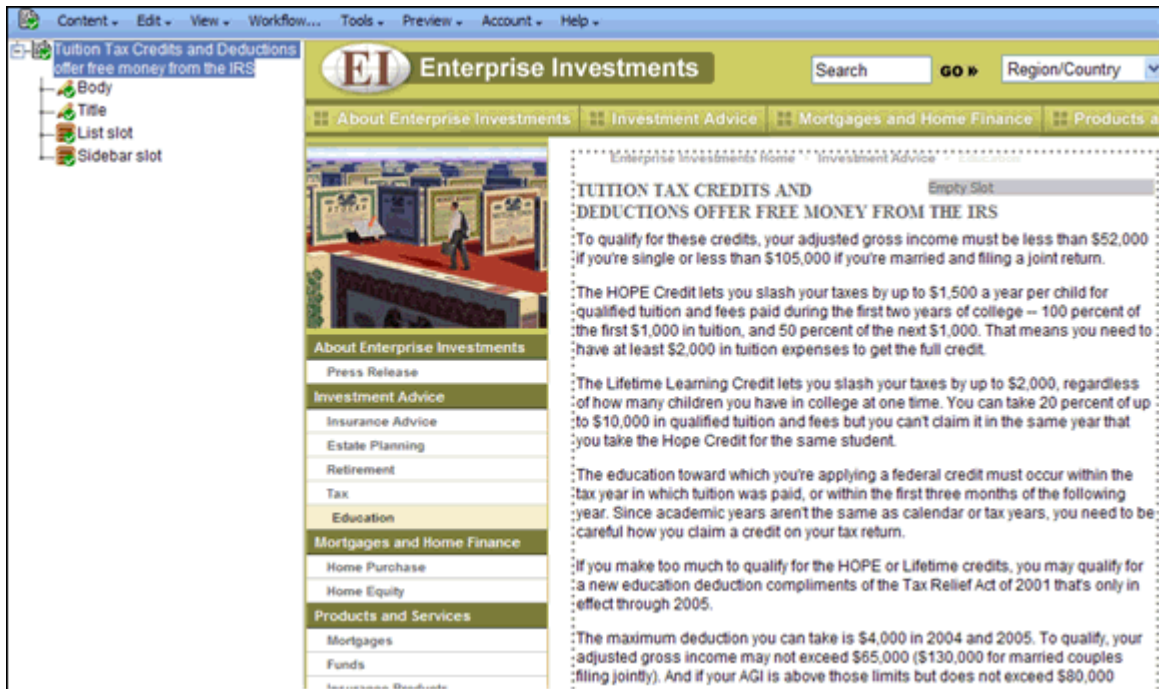 Content Edit View Workflow... Tools Preview Account Help
Tuition Tax Credits and Deductions
offer free money from the IRS
Body
Title
List slot
Sidebar slot
EI Enterprise Investments
Search GO » Region/Country
About Enterprise Investments Investment Advice Mortgages and Home Finance Products a
STOCKS
About Enterprise Investments
Press Release
Investment Advice
Insurance Advice
Estate Planning
Retirement
Tax
Education
Mortgages and Home Finance
Home Purchase
Home Equity
Products and Services
Mortgages
Funds
Insurance Products
Enterprise Investments Home Investment Advice Education
Empty Slot
TUITION TAX CREDITS AND
DEDUCTIONS OFFER FREE MONEY FROM THE IRS
To qualify for these credits, your adjusted gross income must be less than $52,000
if you're single or less than $105,000 if you're married and filing a joint return.
The HOPE Credit lets you slash your taxes by up to $1,500 a year per child for
qualified tuition and fees paid during the first two years of college -- 100 percent of
the first $1,000 in tuition, and 50 percent of the next $1,000. That means you need to
have at least $2,000 in tuition expenses to get the full credit.
The Lifetime Learning Credit lets you slash your taxes by up to $2,000, regardless
of how many children you have in college at one time. You can take 20 percent of up
to $10,000 in qualified tuition and fees but you can't claim it in the same year that
you take the Hope Credit for the same student.
The education toward which you're applying a federal credit must occur within the
tax year in which tuition was paid, or within the first three months of the following
year. Since academic years aren't the same as calendar or tax years, you need to be
careful how you claim a credit on your tax return.
If you make too much to qualify for the HOPE or Lifetime credits, you may qualify for
a new education deduction compliments of the Tax Relief Act of 2001 that's only in
effect through 2005.
The maximum deduction you can take is $4,000 in 2004 and 2005. To qualify, your
adjusted gross income may not exceed $65,000 ($130,000 for married couples
filing jointly). And if your AGI is above those limits but does not exceed $80,000